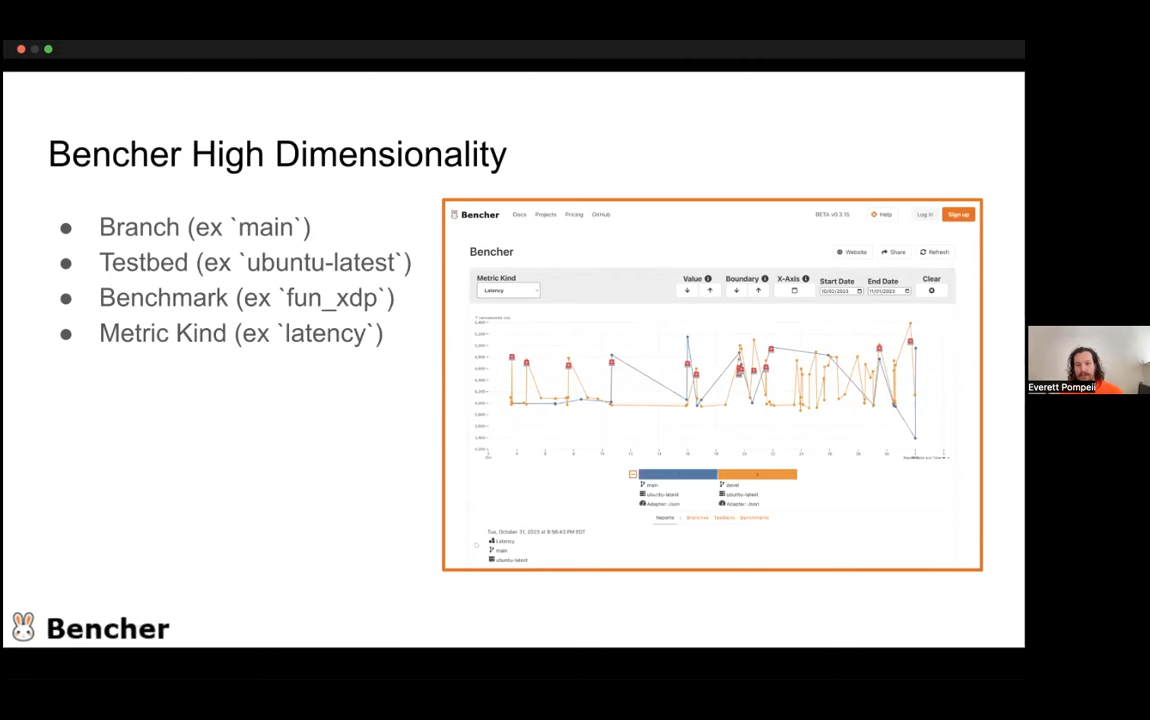 Bencher High Dimensionality
● Branch (ex `main`)
● Testbed (ex `ubuntu-latest`)
● Benchmark (ex `fun_xdp`)
● Metric Kind (ex `latency`)
Bencher Docs Projects Pricing GitHub BETA v0.3.15 Help Log in Sign up
Bencher Website Share Refresh
Metric Kind Value Boundary X-Axis Start Date End Date Clear
Latency 10/02/2023 11/01/2023
main devel
ubuntu-latest ubuntu-latest
Adapter::Json Adapter::Json
Reports Branches Testbeds Benchmarks
Tue, October 31, 2023 at 8:56:43 PM EDT
Latency
main
ubuntu-latest
Everett Pompeii
Bencher